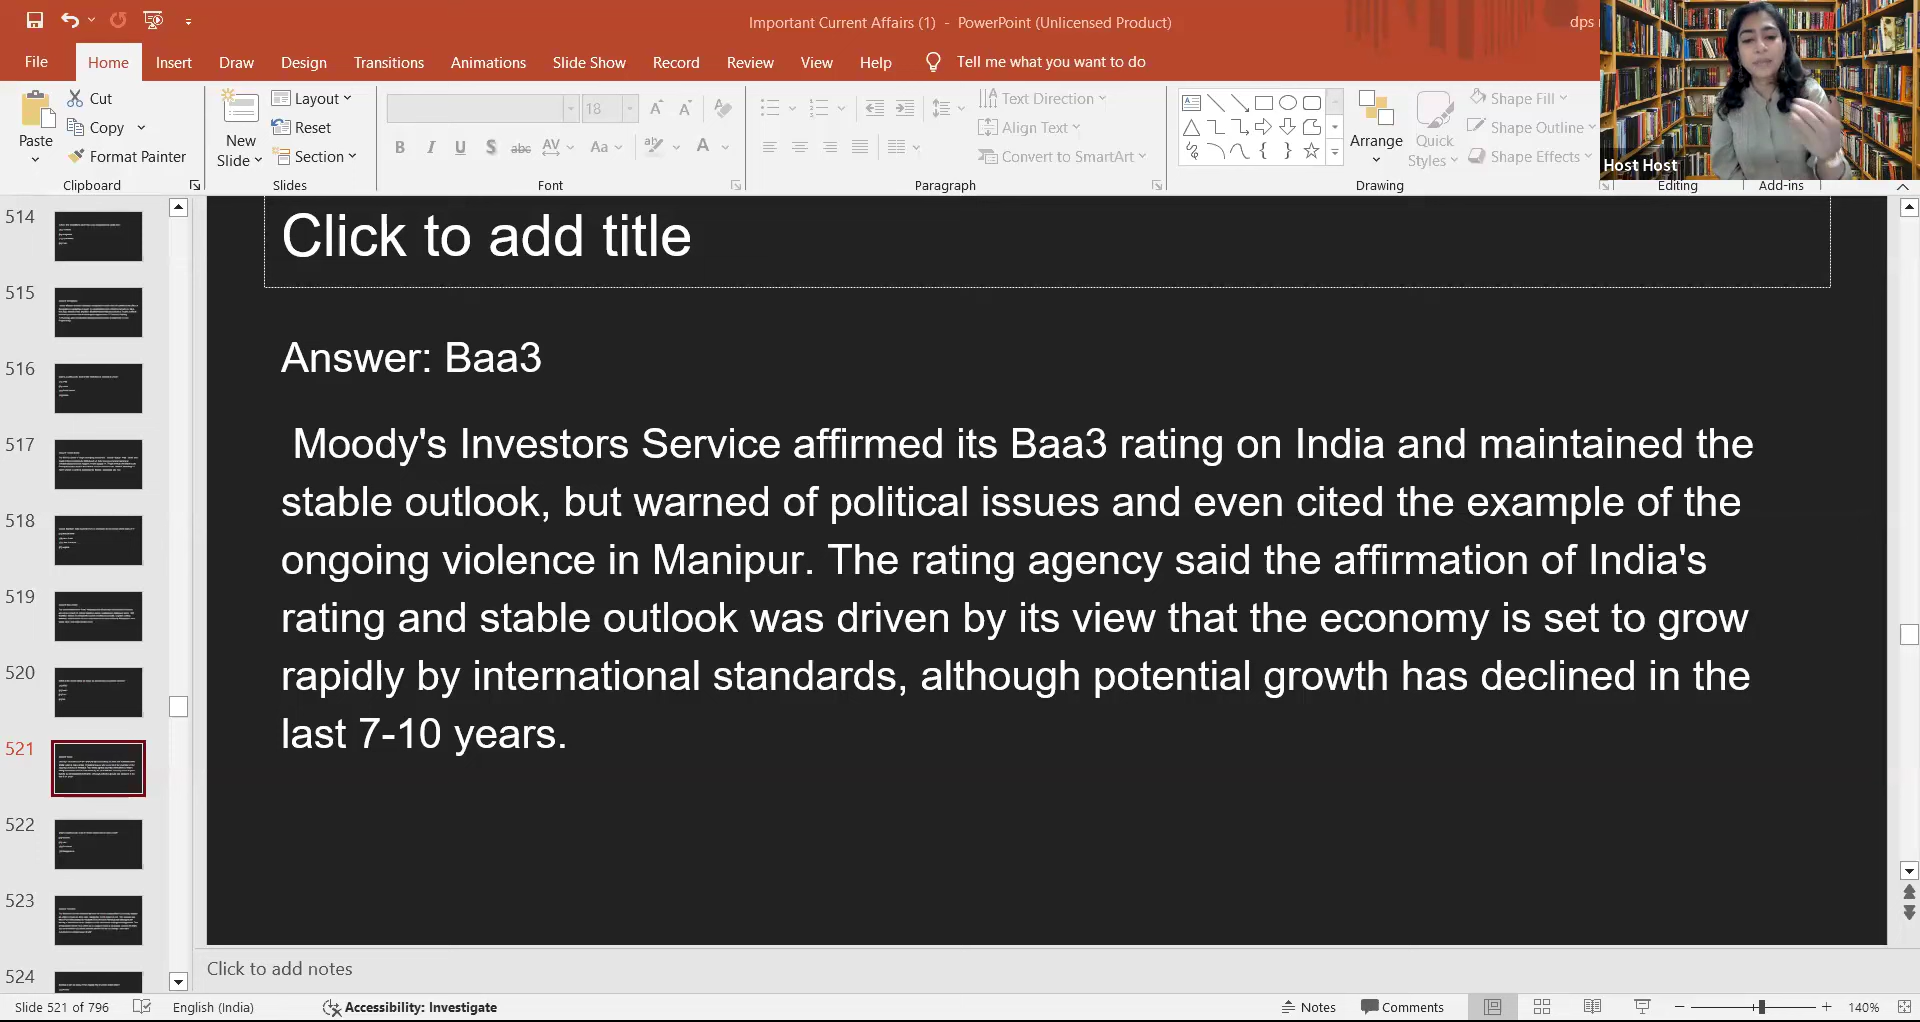 Important Current Affairs (1) - PowerPoint (Unlicensed Product)
dps
File Home Insert Draw Design Transitions Animations Slide Show Record Review View Help Tell me what you want to do
Cut
Copy
Format Painter
Paste
Clipboard
New
Slide
Layout
Reset
Section
Slides
18
B I U S abc AV Aa A
Font
Text Direction
Align Text
Convert to SmartArt
Paragraph
Arrange
Quick
Styles
Shape Fill
Shape Outline
Shape Effects
Drawing
Editing
Add-ins
Host Host
514
515
516
517
518
519
520
521
522
523
524
Click to add title
Answer: Baa3
Moody's Investors Service affirmed its Baa3 rating on India and maintained the
stable outlook, but warned of political issues and even cited the example of the
ongoing violence in Manipur. The rating agency said the affirmation of India's
rating and stable outlook was driven by its view that the economy is set to grow
rapidly by international standards, although potential growth has declined in the
last 7-10 years.
Click to add notes
Slide 521 of 796 English (India) Accessibility: Investigate Notes Comments 140%